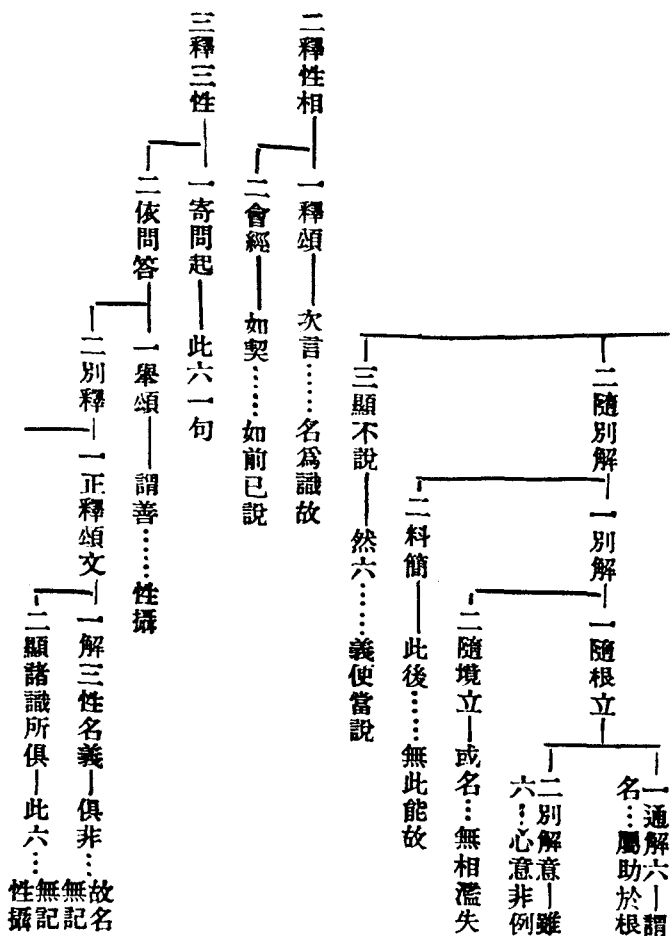 二隨別解 一別解 一隨根立
一通解六—謂
名…屬助於根
二別解意—雖
六…心意非例
二隨境立—或名…無相濫失
二料簡——此後……無此能故
三顯不說——然六……義便當說
二釋性相 一釋頌——次言……名爲識故
二會經——如契……如前已說
三釋三性 一寄問起——此六一句
二依問答 一舉頌——謂善……性攝
二別釋 一正釋頌文 一解三性名義—俱非…故名
無記
二顯諸識所俱—此六…無記
性攝